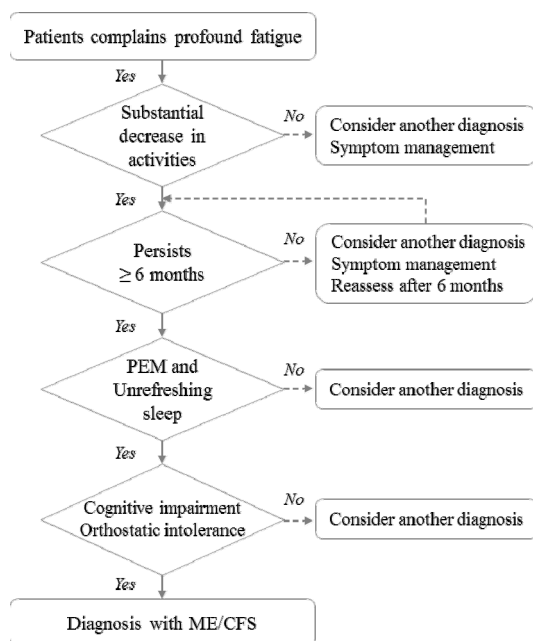 Patients complains profound fatigue
Yes
Substantial
decrease in
activities
No
Consider another diagnosis
Symptom management
Yes
Persists
≥ 6 months
No
Consider another diagnosis
Symptom management
Reassess after 6 months
Yes
PEM and
Unrefreshing
sleep
No
Consider another diagnosis
Yes
Cognitive impairment
Orthostatic intolerance
No
Consider another diagnosis
Yes
Diagnosis with ME/CFS